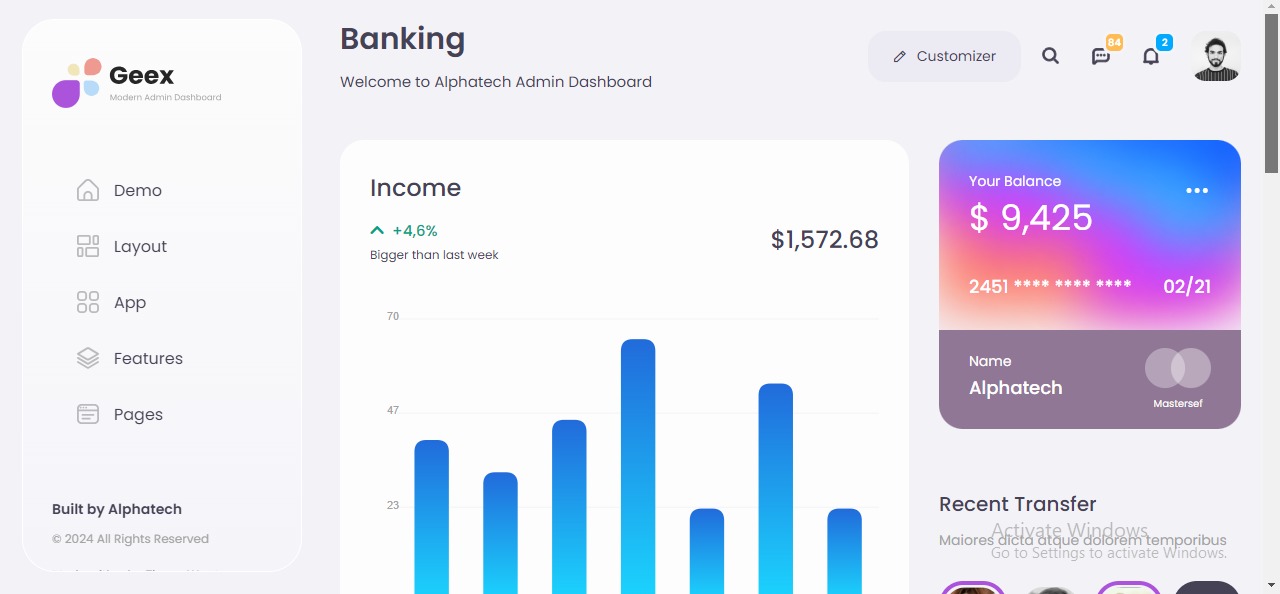 Geex
Modern Admin Dashboard
Demo
Layout
App
Features
Pages
Built by Alphatech
© 2024 All Rights Reserved
Banking
Welcome to Alphatech Admin Dashboard
Customizer
84
2
Income
+4,6%
Bigger than last week
$1,572.68
70
47
23
Your Balance
$ 9,425
2451 **** **** ****
02/21
Name
Alphatech
Mastersef
Recent Transfer
Maiores dicta atque dolorem temporibus
Activate Windows
Go to Settings to activate Windows.